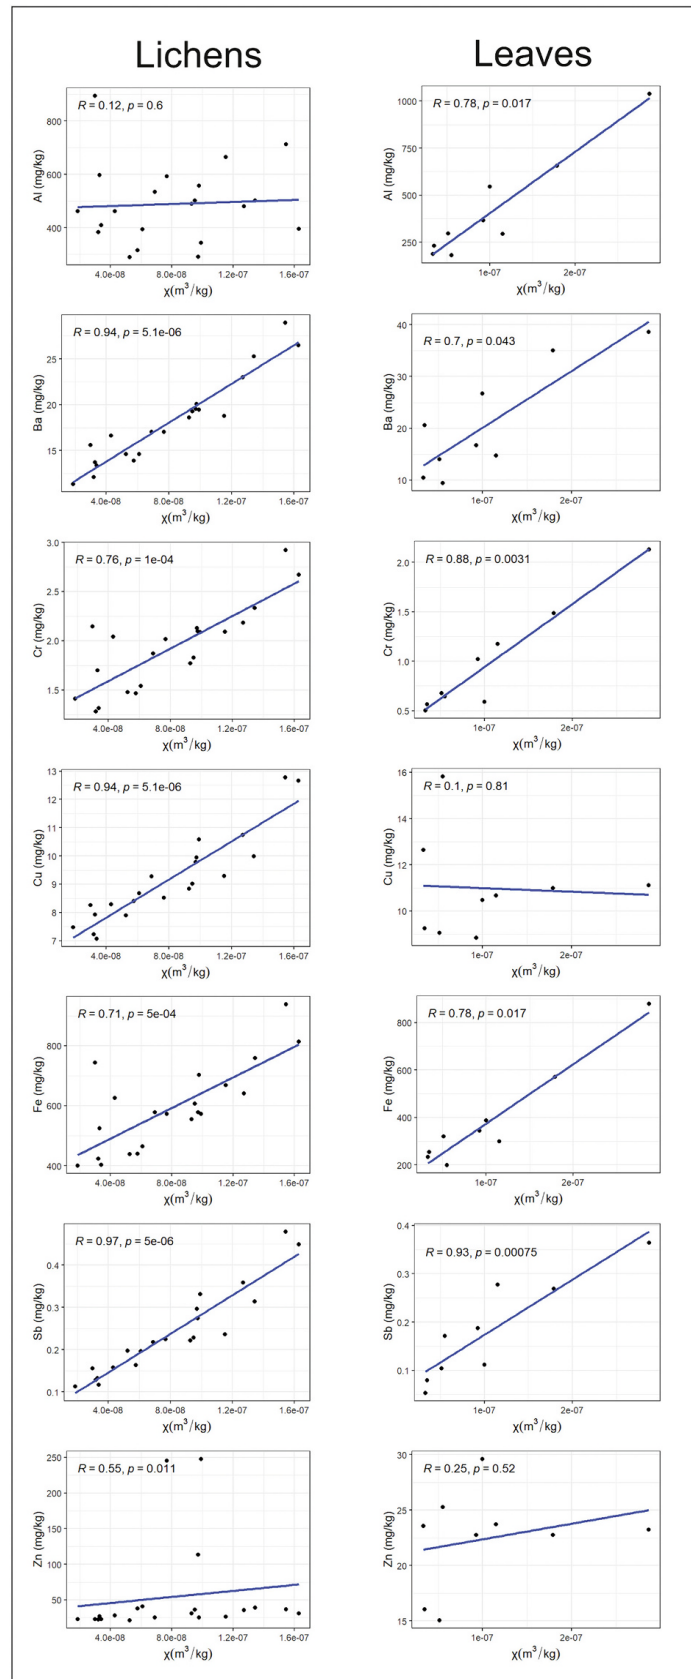 Lichens Leaves
R = 0.12, p = 0.6
800
600
400
Al (mg/kg)
4.0e-08 8.0e-08 1.2e-07 1.6e-07
χ(m³/kg)
R = 0.78, p = 0.017
1000
750
500
250
Al (mg/kg)
1e-07 2e-07
χ(m³/kg)
R = 0.94, p = 5.1e-06
25
20
15
Ba (mg/kg)
4.0e-08 8.0e-08 1.2e-07 1.6e-07
χ(m³/kg)
R = 0.7, p = 0.043
40
30
20
10
Ba (mg/kg)
1e-07 2e-07
χ(m³/kg)
R = 0.76, p = 1e-04
3.0
2.5
2.0
1.5
Cr (mg/kg)
4.0e-08 8.0e-08 1.2e-07 1.6e-07
χ(m³/kg)
R = 0.88, p = 0.0031
2.0
1.5
1.0
0.5
Cr (mg/kg)
1e-07 2e-07
χ(m³/kg)
R = 0.94, p = 5.1e-06
13
12
11
10
9
8
7
Cu (mg/kg)
4.0e-08 8.0e-08 1.2e-07 1.6e-07
χ(m³/kg)
R = 0.1, p = 0.81
16
14
12
10
Cu (mg/kg)
1e-07 2e-07
χ(m³/kg)
R = 0.71, p = 5e-04
800
600
400
Fe (mg/kg)
4.0e-08 8.0e-08 1.2e-07 1.6e-07
χ(m³/kg)
R = 0.78, p = 0.017
800
600
400
200
Fe (mg/kg)
1e-07 2e-07
χ(m³/kg)
R = 0.97, p = 5e-06
0.4
0.3
0.2
0.1
Sb (mg/kg)
4.0e-08 8.0e-08 1.2e-07 1.6e-07
χ(m³/kg)
R = 0.93, p = 0.00075
0.4
0.3
0.2
0.1
Sb (mg/kg)
1e-07 2e-07
χ(m³/kg)
R = 0.55, p = 0.011
250
200
150
100
50
Zn (mg/kg)
4.0e-08 8.0e-08 1.2e-07 1.6e-07
χ(m³/kg)
R = 0.25, p = 0.52
30
25
20
15
Zn (mg/kg)
1e-07 2e-07
χ(m³/kg)